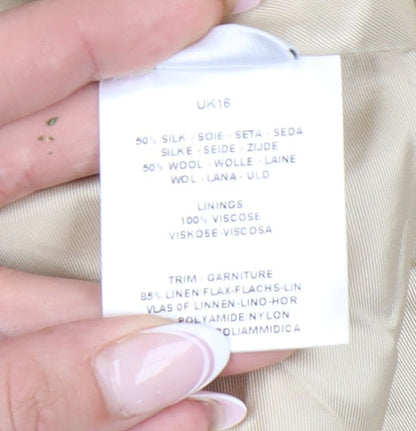 UK16
50% SILK - SOIE - SETA - SEDA
SILKE - SEIDE - ZIJDE
50% WOOL - WOLLE - LAINE
WOL - LANA - ULD
LININGS
100% VISCOSE
VISKOSE-VISCOSA
TRIM / GARNITURE
85% LINEN/FLAX-FLACHS-LIN
VLAS OF LINNEN-LINO-HOR
POLYAMIDE NYLON
POLIAMMIDICA